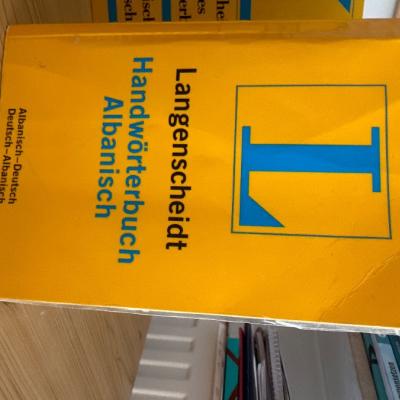 L
Langenscheidt
Handwörterbuch
Albanisch
Albanisch–Deutsch
Deutsch–Albanisch